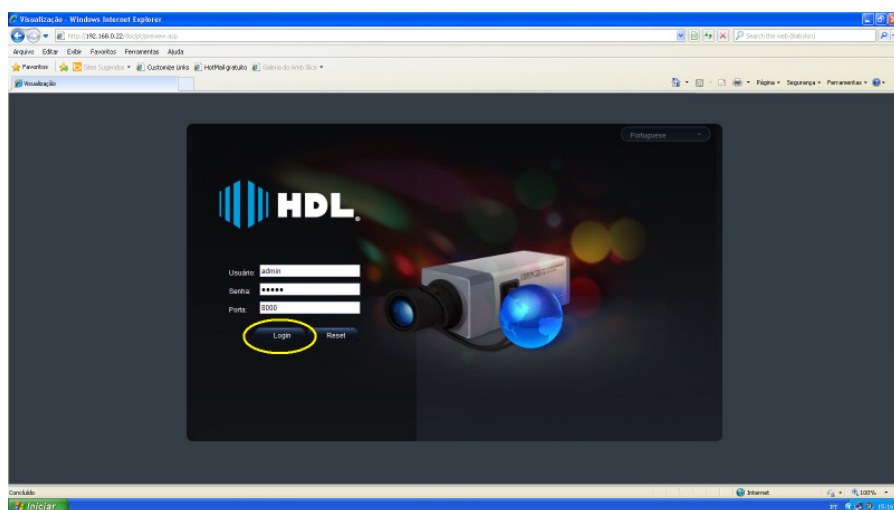 Visualização - Windows Internet Explorer
http://192.168.0.22/doc/pt/preview.asp
Search the web (Babylon)
Arquivo Editar Exibir Favoritos Ferramentas Ajuda
Favoritos Sites Sugeridos Customize Links HotMail gratuito Galeria do Web Slice
Visualização
Página Segurança Ferramentas
Portuguese
HDL
Usuário: admin
Senha: •••••
Porta: 8000
Login Reset
Concluído
Internet
100%
Iniciar
PT